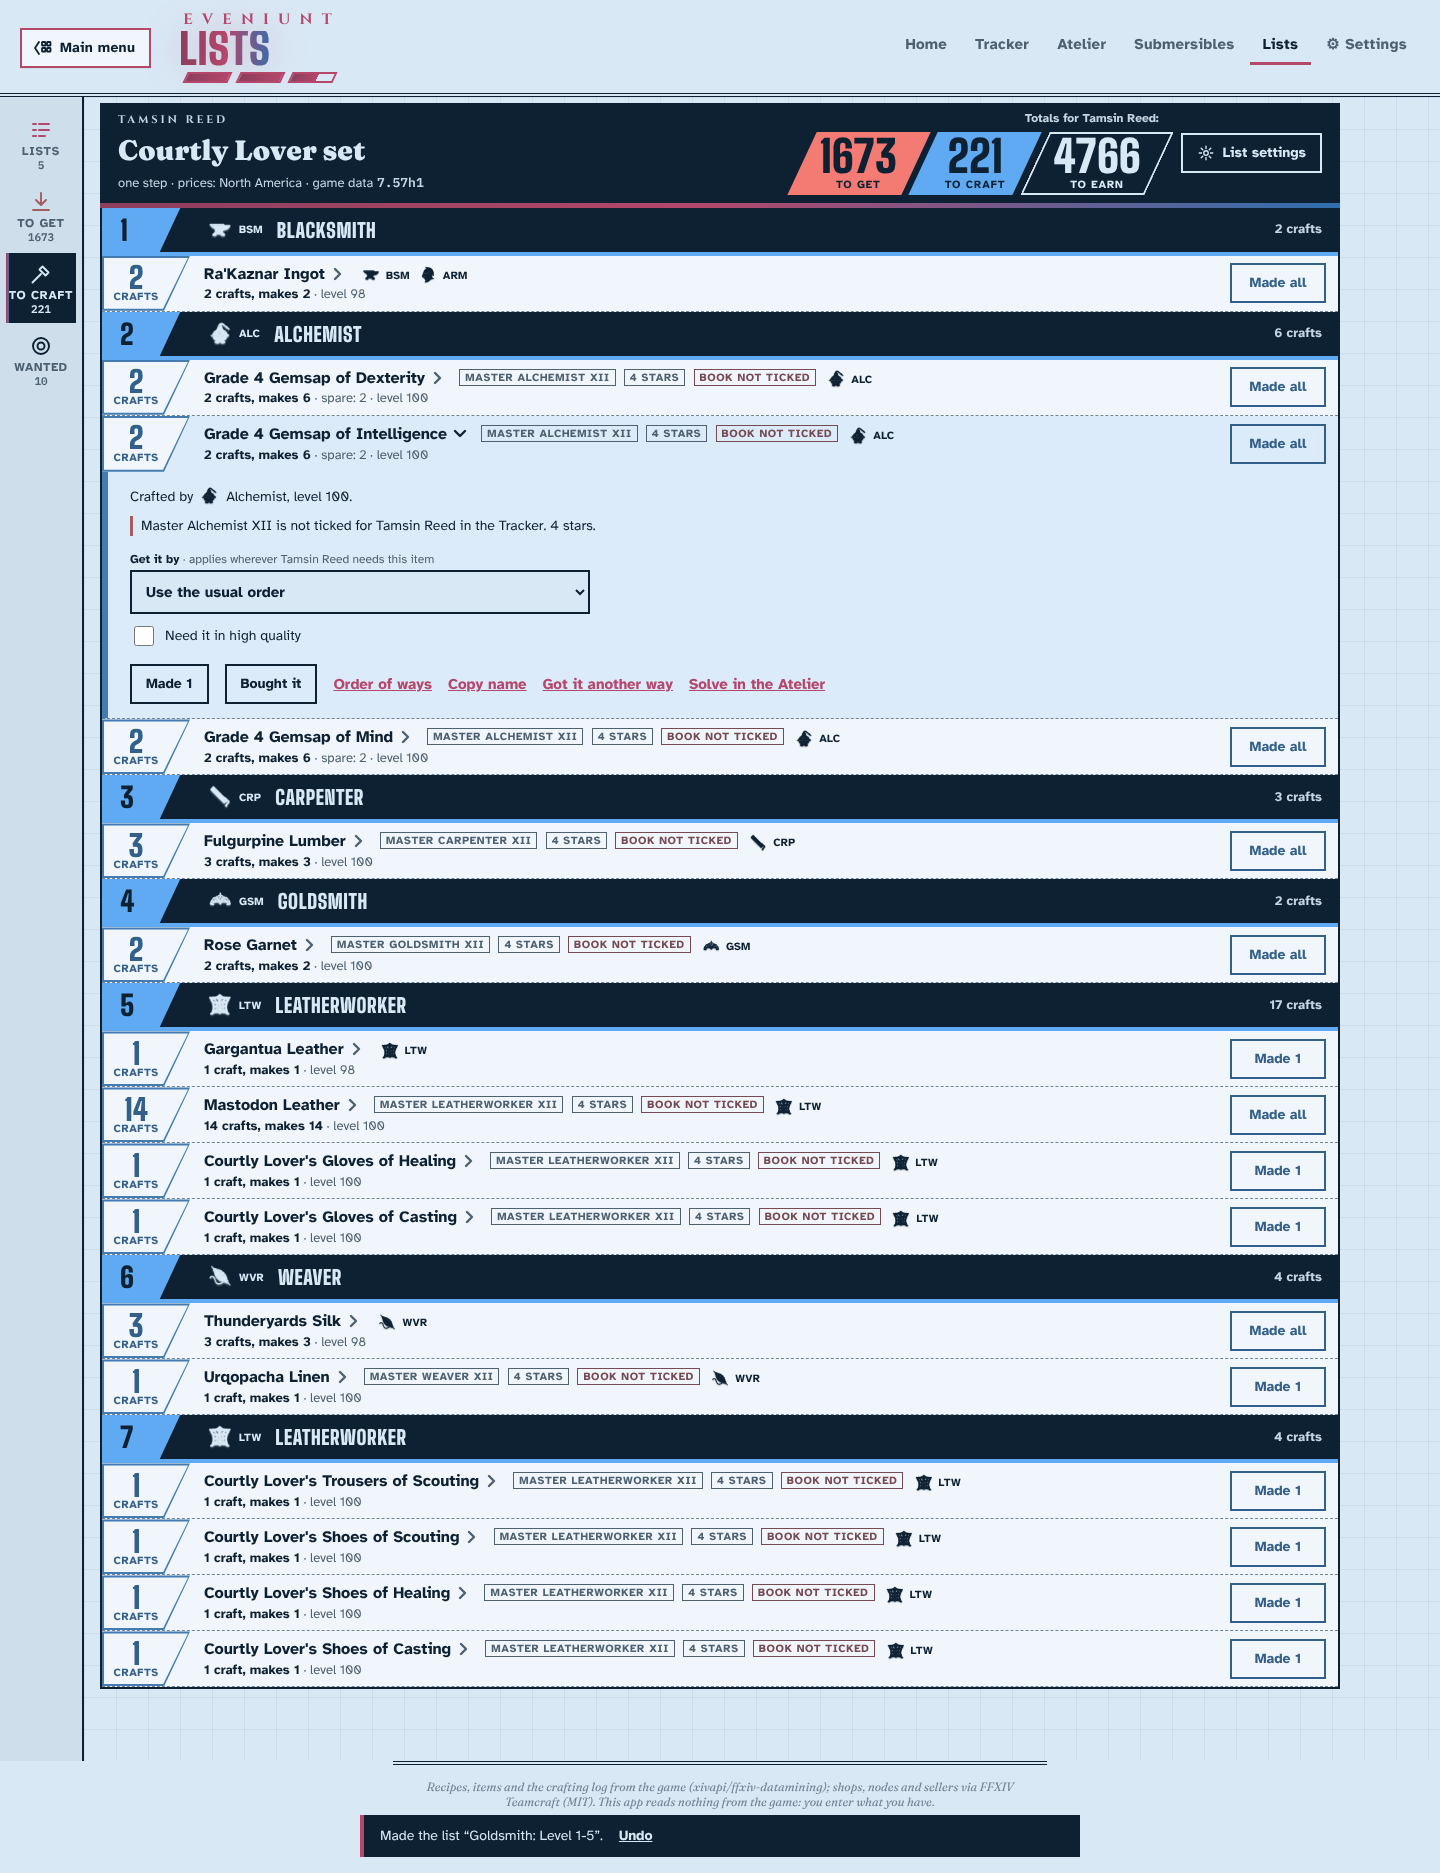 Main menu
EVENIUNT
LISTS
Home
Tracker
Atelier
Submersibles
Lists
Settings
LISTS
5
TO GET
1673
TO CRAFT
221
WANTED
10
TAMSIN REED
Courtly Lover set
one step · prices: North America · game data 7.57h1
Totals for Tamsin Reed:
1673
TO GET
221
TO CRAFT
4766
TO EARN
List settings
1 BSM BLACKSMITH 2 crafts
2 CRAFTS
Ra'Kaznar Ingot BSM ARM
2 crafts, makes 2 · level 98
Made all
2 ALC ALCHEMIST 6 crafts
2 CRAFTS
Grade 4 Gemsap of Dexterity MASTER ALCHEMIST XII 4 STARS BOOK NOT TICKED ALC
2 crafts, makes 6 · spare: 2 · level 100
Made all
2 CRAFTS
Grade 4 Gemsap of Intelligence MASTER ALCHEMIST XII 4 STARS BOOK NOT TICKED ALC
2 crafts, makes 6 · spare: 2 · level 100
Made all
Crafted by Alchemist, level 100.
Master Alchemist XII is not ticked for Tamsin Reed in the Tracker. 4 stars.
Get it by · applies wherever Tamsin Reed needs this item
Use the usual order
Need it in high quality
Made 1
Bought it
Order of ways
Copy name
Got it another way
Solve in the Atelier
2 CRAFTS
Grade 4 Gemsap of Mind MASTER ALCHEMIST XII 4 STARS BOOK NOT TICKED ALC
2 crafts, makes 6 · spare: 2 · level 100
Made all
3 CRP CARPENTER 3 crafts
3 CRAFTS
Fulgurpine Lumber MASTER CARPENTER XII 4 STARS BOOK NOT TICKED CRP
3 crafts, makes 3 · level 100
Made all
4 GSM GOLDSMITH 2 crafts
2 CRAFTS
Rose Garnet MASTER GOLDSMITH XII 4 STARS BOOK NOT TICKED GSM
2 crafts, makes 2 · level 100
Made all
5 LTW LEATHERWORKER 17 crafts
1 CRAFTS
Gargantua Leather LTW
1 craft, makes 1 · level 98
Made 1
14 CRAFTS
Mastodon Leather MASTER LEATHERWORKER XII 4 STARS BOOK NOT TICKED LTW
14 crafts, makes 14 · level 100
Made all
1 CRAFTS
Courtly Lover's Gloves of Healing MASTER LEATHERWORKER XII 4 STARS BOOK NOT TICKED LTW
1 craft, makes 1 · level 100
Made 1
1 CRAFTS
Courtly Lover's Gloves of Casting MASTER LEATHERWORKER XII 4 STARS BOOK NOT TICKED LTW
1 craft, makes 1 · level 100
Made 1
6 WVR WEAVER 4 crafts
3 CRAFTS
Thunderyards Silk WVR
3 crafts, makes 3 · level 98
Made all
1 CRAFTS
Urqopacha Linen MASTER WEAVER XII 4 STARS BOOK NOT TICKED WVR
1 craft, makes 1 · level 100
Made 1
7 LTW LEATHERWORKER 4 crafts
1 CRAFTS
Courtly Lover's Trousers of Scouting MASTER LEATHERWORKER XII 4 STARS BOOK NOT TICKED LTW
1 craft, makes 1 · level 100
Made 1
1 CRAFTS
Courtly Lover's Shoes of Scouting MASTER LEATHERWORKER XII 4 STARS BOOK NOT TICKED LTW
1 craft, makes 1 · level 100
Made 1
1 CRAFTS
Courtly Lover's Shoes of Healing MASTER LEATHERWORKER XII 4 STARS BOOK NOT TICKED LTW
1 craft, makes 1 · level 100
Made 1
1 CRAFTS
Courtly Lover's Shoes of Casting MASTER LEATHERWORKER XII 4 STARS BOOK NOT TICKED LTW
1 craft, makes 1 · level 100
Made 1
Recipes, items and the crafting log from the game (xivapi/ffxiv-datamining); shops, nodes and sellers via FFXIV
Teamcraft (MIT). This app reads nothing from the game: you enter what you have.
Made the list “Goldsmith: Level 1-5”. Undo